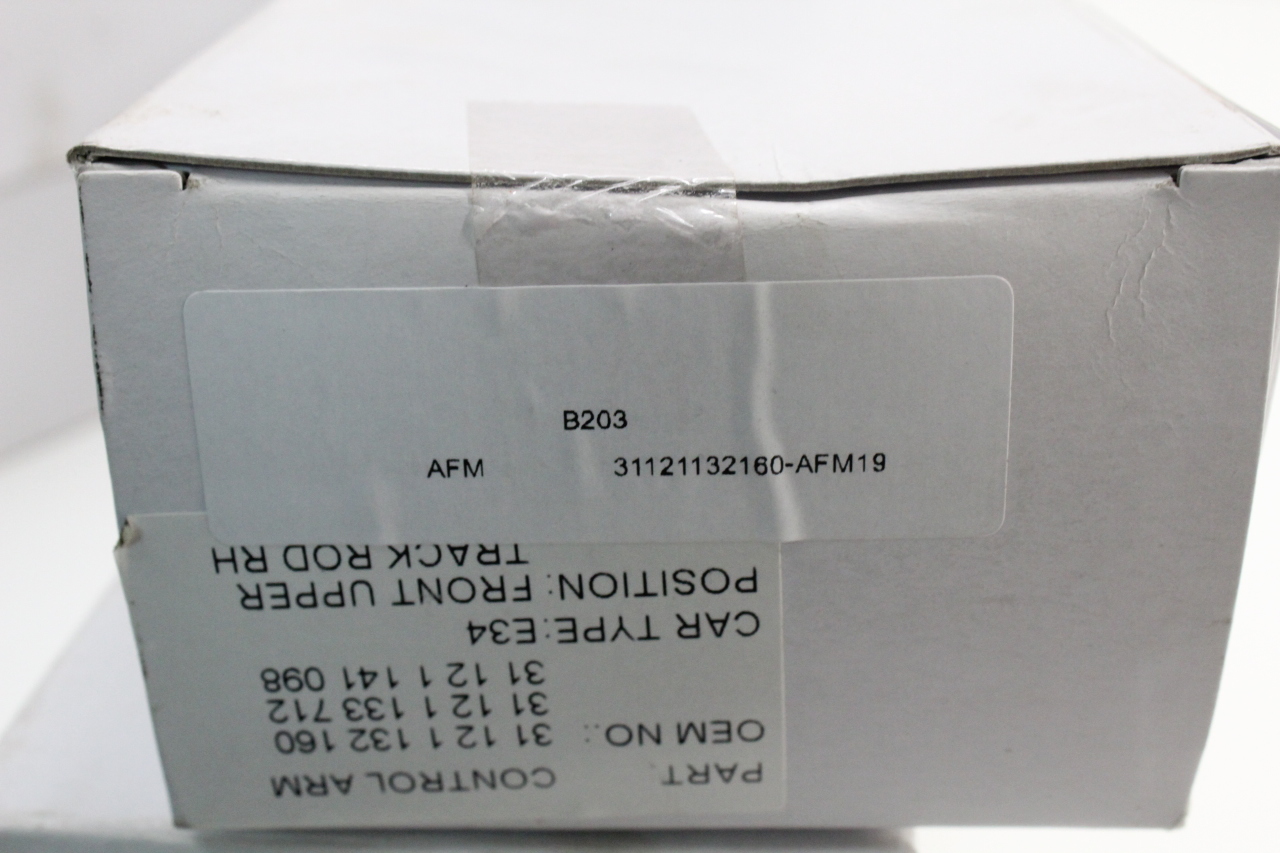 B203
AFM 31121132160-AFM19
PART: CONTROL ARM
OEM NO.: 31 12 1 132 160
31 12 1 133 712
31 12 1 141 098
CAR TYPE:E34
POSITION: FRONT UPPER
TRACK ROD RH